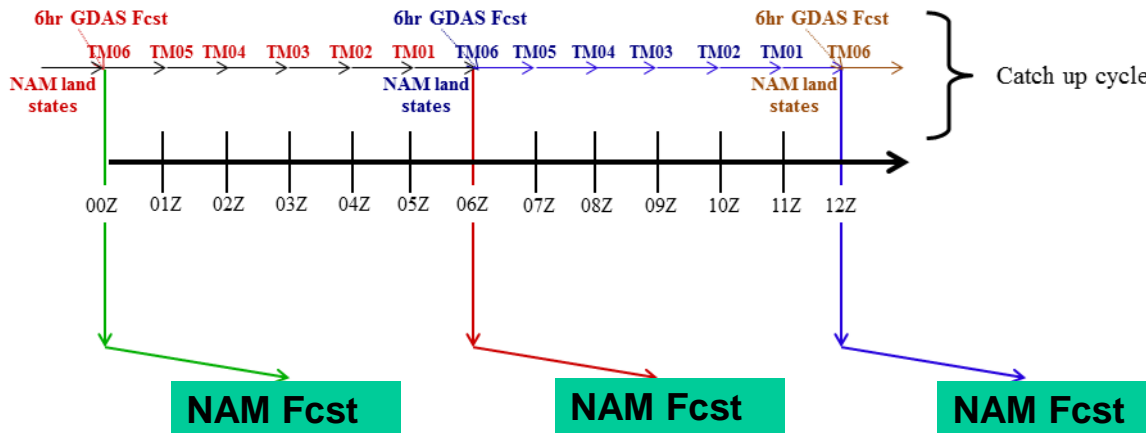 6hr GDAS Fcst 6hr GDAS Fcst 6hr GDAS Fcst
TM06 TM05 TM04 TM03 TM02 TM01 TM06 TM05 TM04 TM03 TM02 TM01 TM06
NAM land NAM land NAM land
states states states
Catch up cycle
00Z 01Z 02Z 03Z 04Z 05Z 06Z 07Z 08Z 09Z 10Z 11Z 12Z
NAM Fcst NAM Fcst NAM Fcst